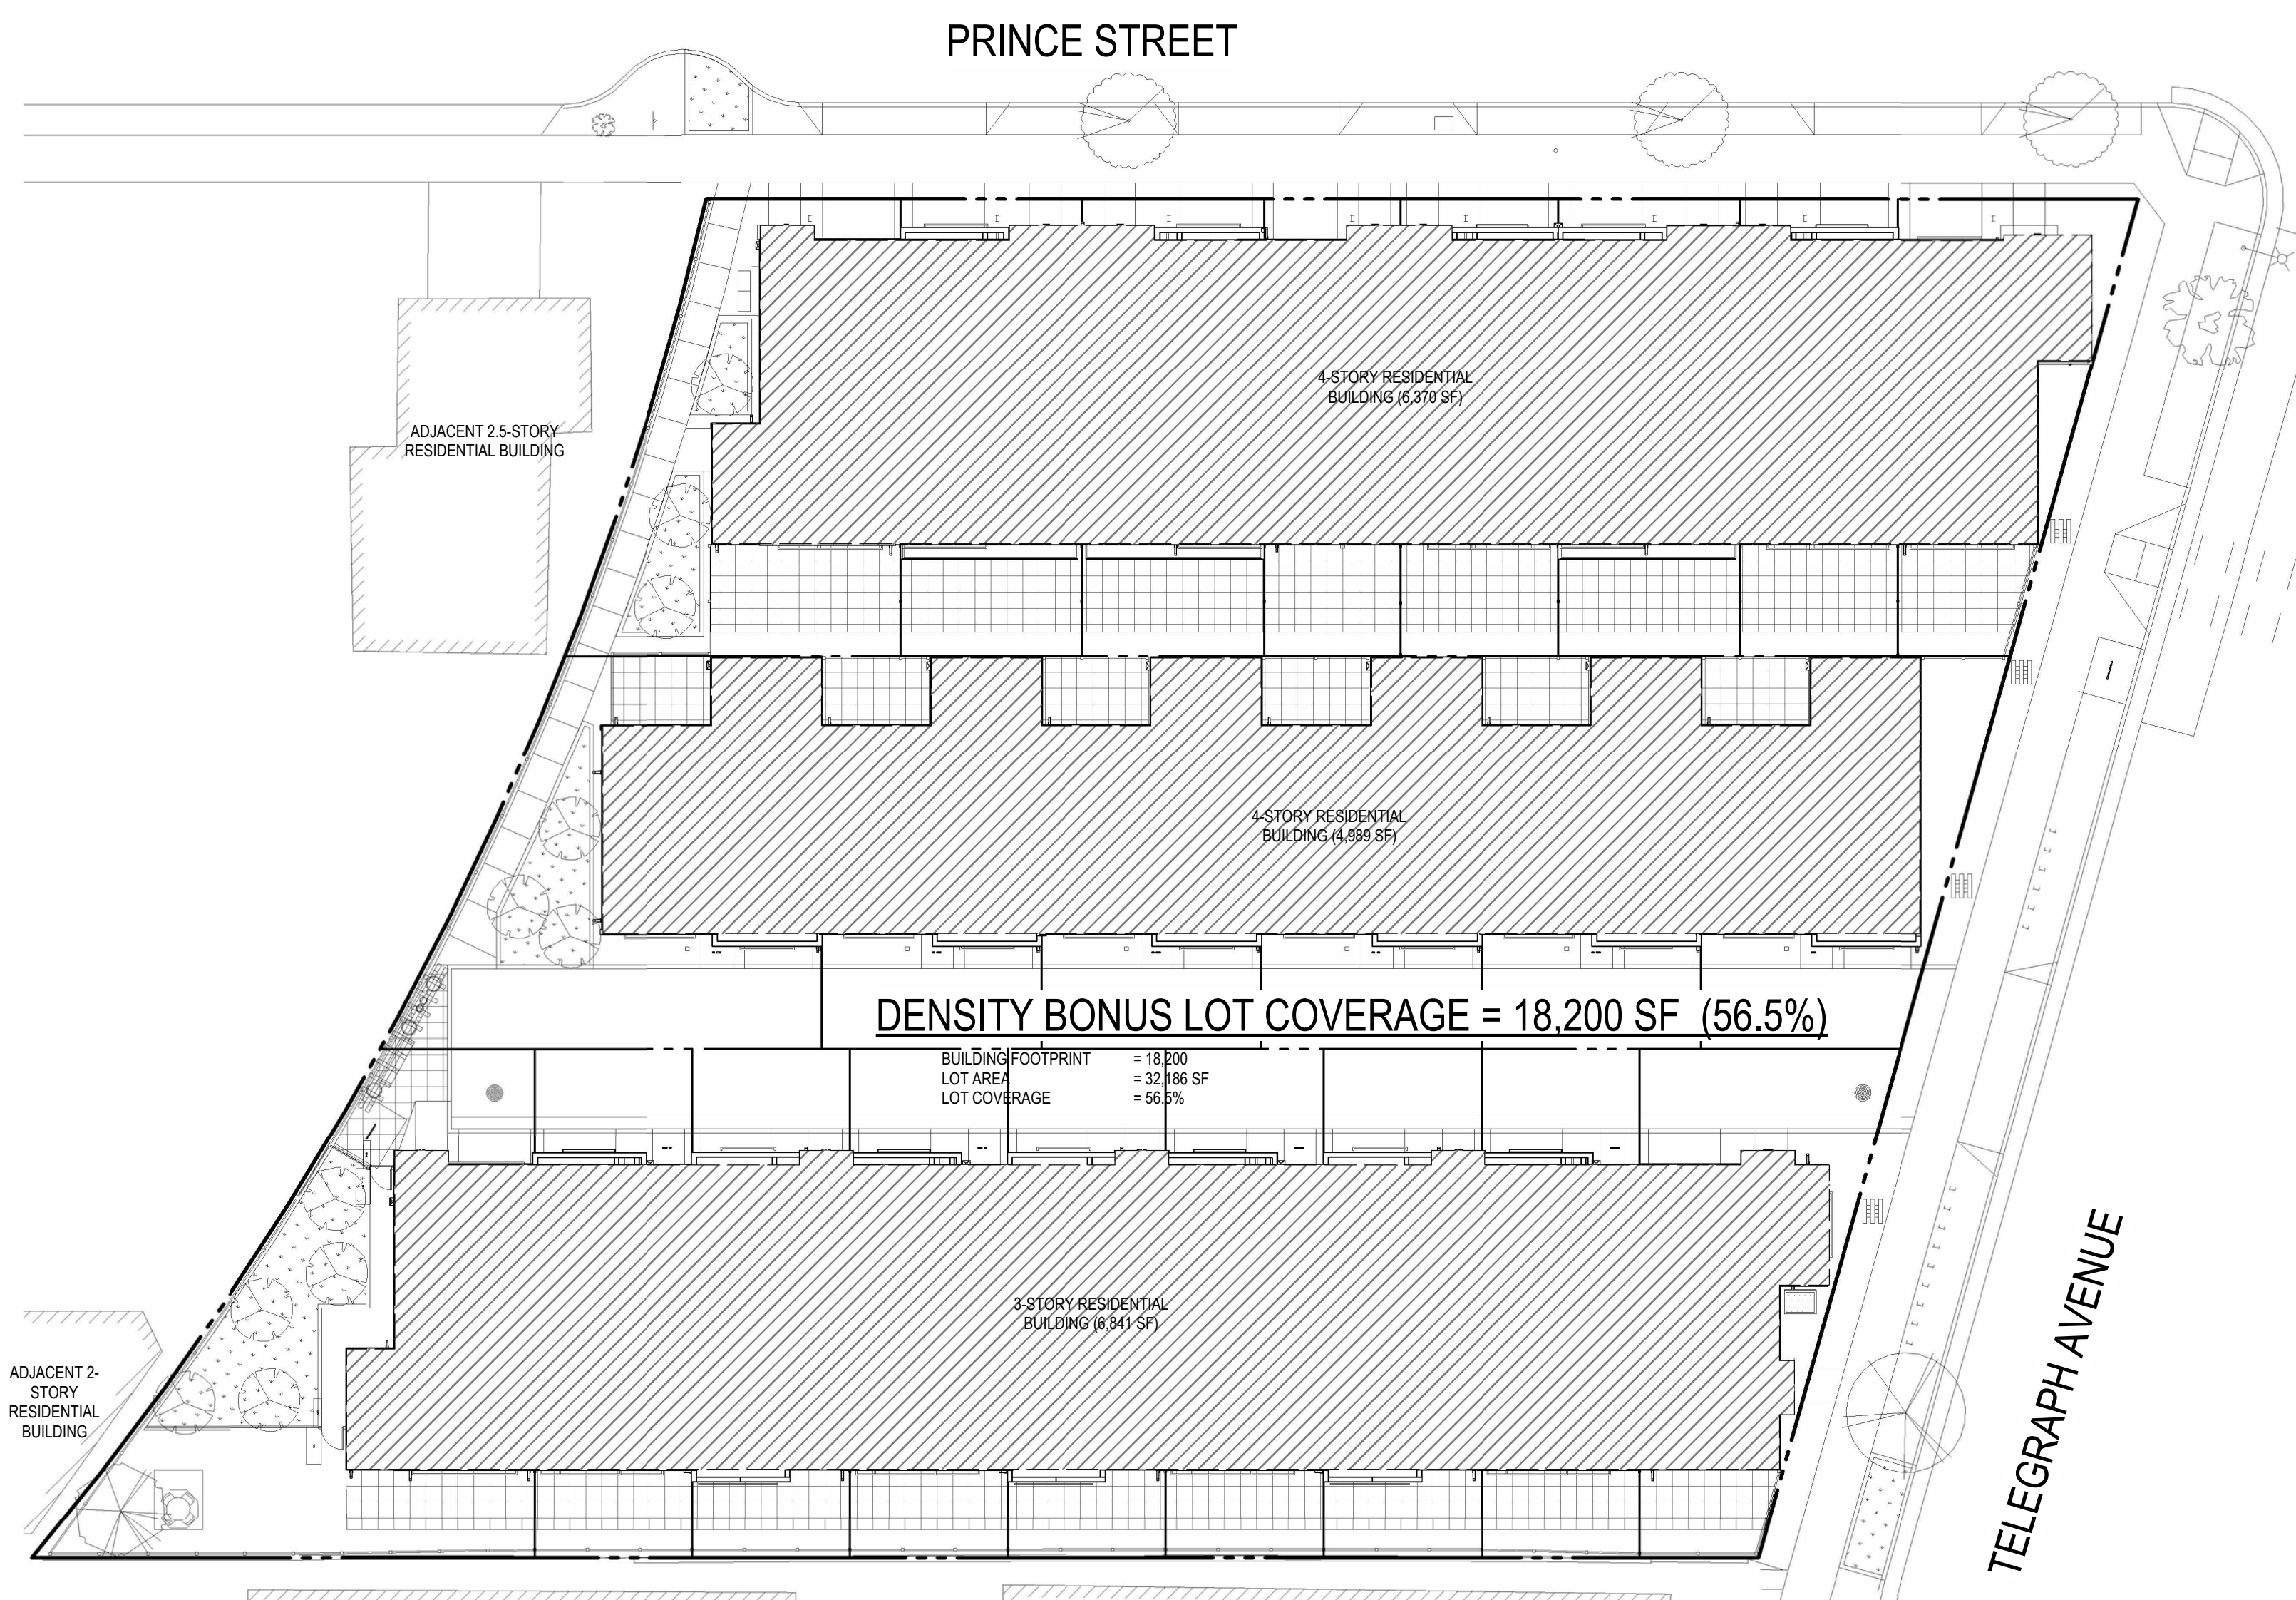 PRINCE STREET
4-STORY RESIDENTIAL
BUILDING (6,370 SF)
ADJACENT 2.5-STORY
RESIDENTIAL BUILDING
4-STORY RESIDENTIAL
BUILDING (4,989 SF)
DENSITY BONUS LOT COVERAGE = 18,200 SF (56.5%)
BUILDING FOOTPRINT = 18,200
LOT AREA = 32,186 SF
LOT COVERAGE = 56.5%
3-STORY RESIDENTIAL
BUILDING (6,841 SF)
ADJACENT 2-
STORY
RESIDENTIAL
BUILDING
TELEGRAPH AVENUE